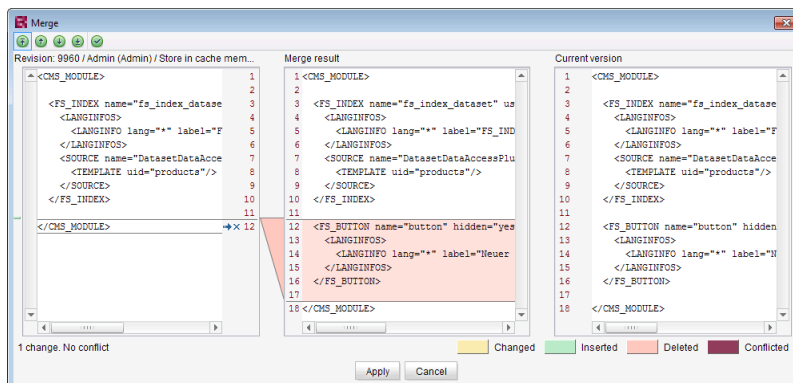 Merge
Revision: 9960 / Admin (Admin) / Store in cache mem...
<CMS_MODULE> 1
2
<FS_INDEX name="fs_index_datase 3
<LANGINFOS> 4
<LANGINFO lang="*" label="F 5
</LANGINFOS> 6
<SOURCE name="DatasetDataAcce 7
<TEMPLATE uid="products"/> 8
</SOURCE> 9
</FS_INDEX> 10
11
</CMS_MODULE> 12
Merge result
1 <CMS_MODULE>
2
3 <FS_INDEX name="fs_index_dataset" us
4 <LANGINFOS>
5 <LANGINFO lang="*" label="FS_IND
6 </LANGINFOS>
7 <SOURCE name="DatasetDataAccessPlu
8 <TEMPLATE uid="products"/>
9 </SOURCE>
10 </FS_INDEX>
11
12 <FS_BUTTON name="button" hidden="yes
13 <LANGINFOS>
14 <LANGINFO lang="*" label="Neuer
15 </LANGINFOS>
16 </FS_BUTTON>
17
18 </CMS_MODULE>
Current version
1 <CMS_MODULE>
2
3 <FS_INDEX name="fs_index_datase
4 <LANGINFOS>
5 <LANGINFO lang="*" label="F
6 </LANGINFOS>
7 <SOURCE name="DatasetDataAcce
8 <TEMPLATE uid="products"/>
9 </SOURCE>
10 </FS_INDEX>
11
12 <FS_BUTTON name="button" hidden
13 <LANGINFOS>
14 <LANGINFO lang="*" label="N
15 </LANGINFOS>
16 </FS_BUTTON>
17
18 </CMS_MODULE>
1 change. No conflict
Changed
Inserted
Deleted
Conflicted
Apply
Cancel